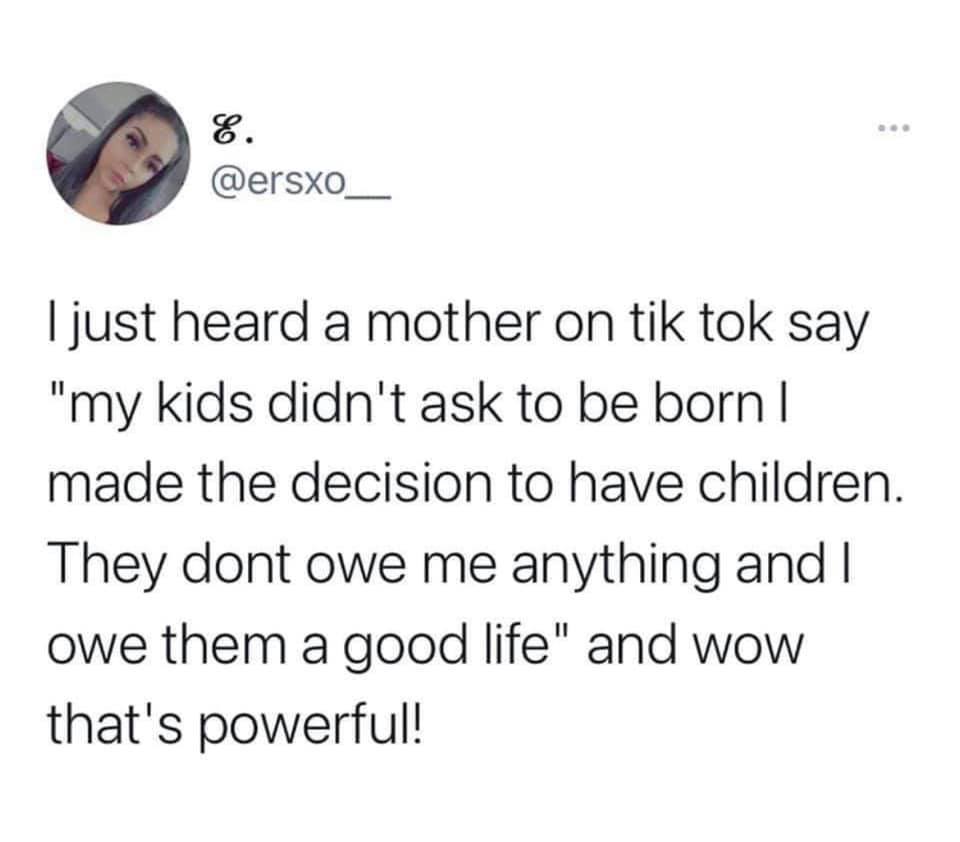 ℰ.
@ersxo__
I just heard a mother on tik tok say
"my kids didn't ask to be born I
made the decision to have children.
They dont owe me anything and I
owe them a good life" and wow
that's powerful!